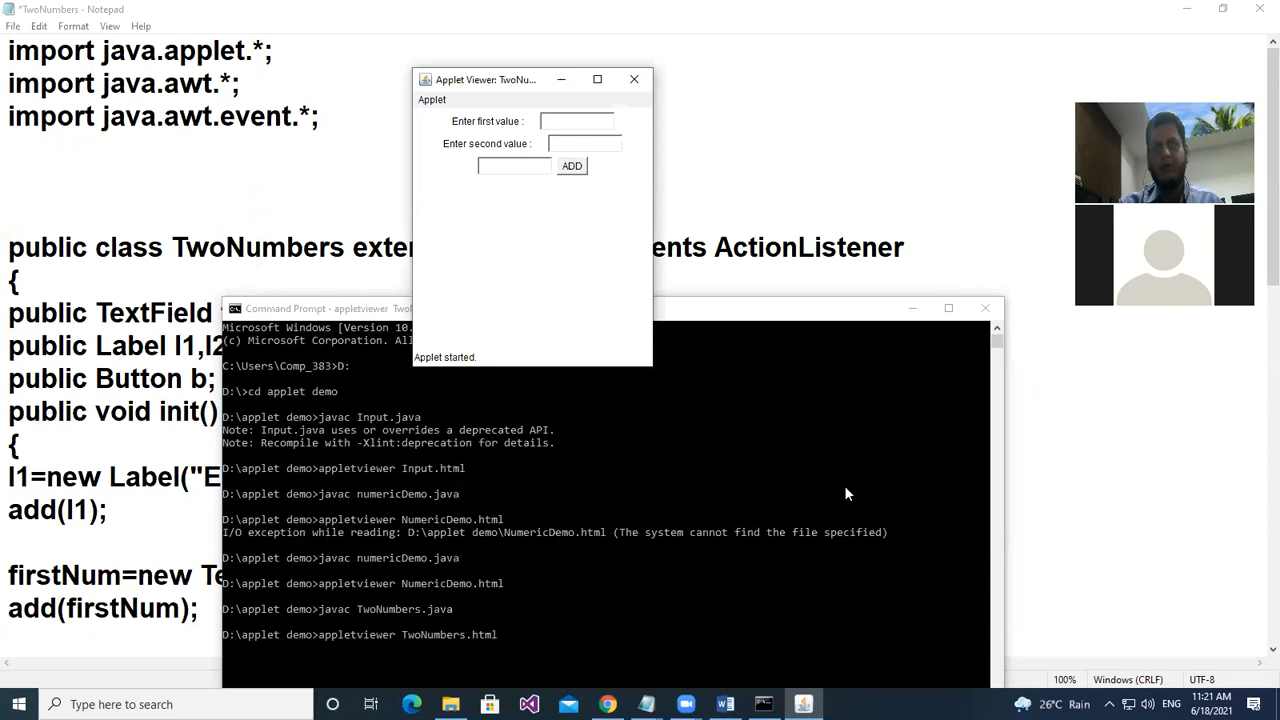 *TwoNumbers - Notepad
File Edit Format View Help
import java.applet.*;
import java.awt.*;
import java.awt.event.*;
public class TwoNumbers exter
ents ActionListener
{
public TextField
public Label l1,l2
public Button b;
public void init()
{
l1=new Label("E
add(l1);
firstNum=new Te
add(firstNum);
Applet Viewer: TwoNu...
Applet
Enter first value :
Enter second value :
ADD
Applet started.
Command Prompt - appletviewer Two
Microsoft Windows [Version 10.
(c) Microsoft Corporation. All
C:\Users\Comp_383>D:
D:\>cd applet demo
D:\applet demo>javac Input.java
Note: Input.java uses or overrides a deprecated API.
Note: Recompile with -Xlint:deprecation for details.
D:\applet demo>appletviewer Input.html
D:\applet demo>javac numericDemo.java
D:\applet demo>appletviewer NumericDemo.html
I/O exception while reading: D:\applet demo\NumericDemo.html (The system cannot find the file specified)
D:\applet demo>javac numericDemo.java
D:\applet demo>appletviewer NumericDemo.html
D:\applet demo>javac TwoNumbers.java
D:\applet demo>appletviewer TwoNumbers.html
100% Windows (CRLF) UTF-8
Type here to search
26°C Rain
11:21 AM
6/18/2021